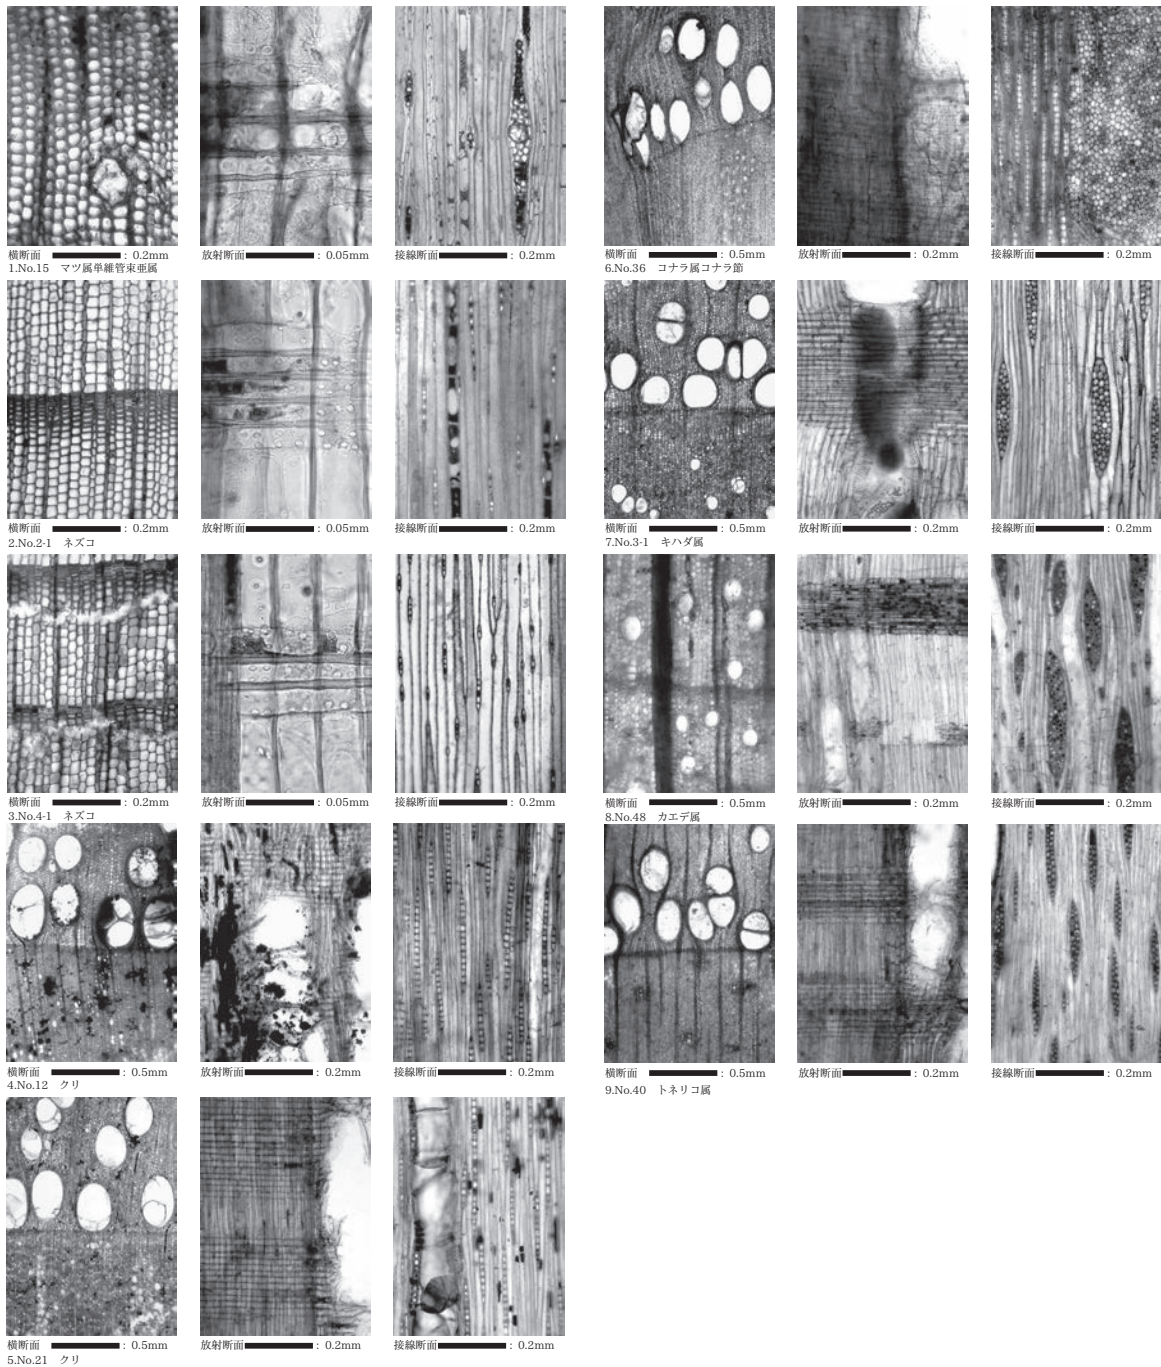 横断面 : 0.2mm 放射断面 : 0.05mm 接線断面 : 0.2mm
1.No.15 マツ属単維管束亜属
横断面 : 0.2mm 放射断面 : 0.05mm 接線断面 : 0.2mm
2.No.2-1 ネズコ
横断面 : 0.2mm 放射断面 : 0.05mm 接線断面 : 0.2mm
3.No.4-1 ネズコ
横断面 : 0.5mm 放射断面 : 0.2mm 接線断面 : 0.2mm
4.No.12 クリ
横断面 : 0.5mm 放射断面 : 0.2mm 接線断面 : 0.2mm
5.No.21 クリ
横断面 : 0.5mm 放射断面 : 0.2mm 接線断面 : 0.2mm
6.No.36 コナラ属コナラ節
横断面 : 0.5mm 放射断面 : 0.2mm 接線断面 : 0.2mm
7.No.3-1 キハダ属
横断面 : 0.5mm 放射断面 : 0.2mm 接線断面 : 0.2mm
8.No.48 カエデ属
横断面 : 0.5mm 放射断面 : 0.2mm 接線断面 : 0.2mm
9.No.40 トネリコ属